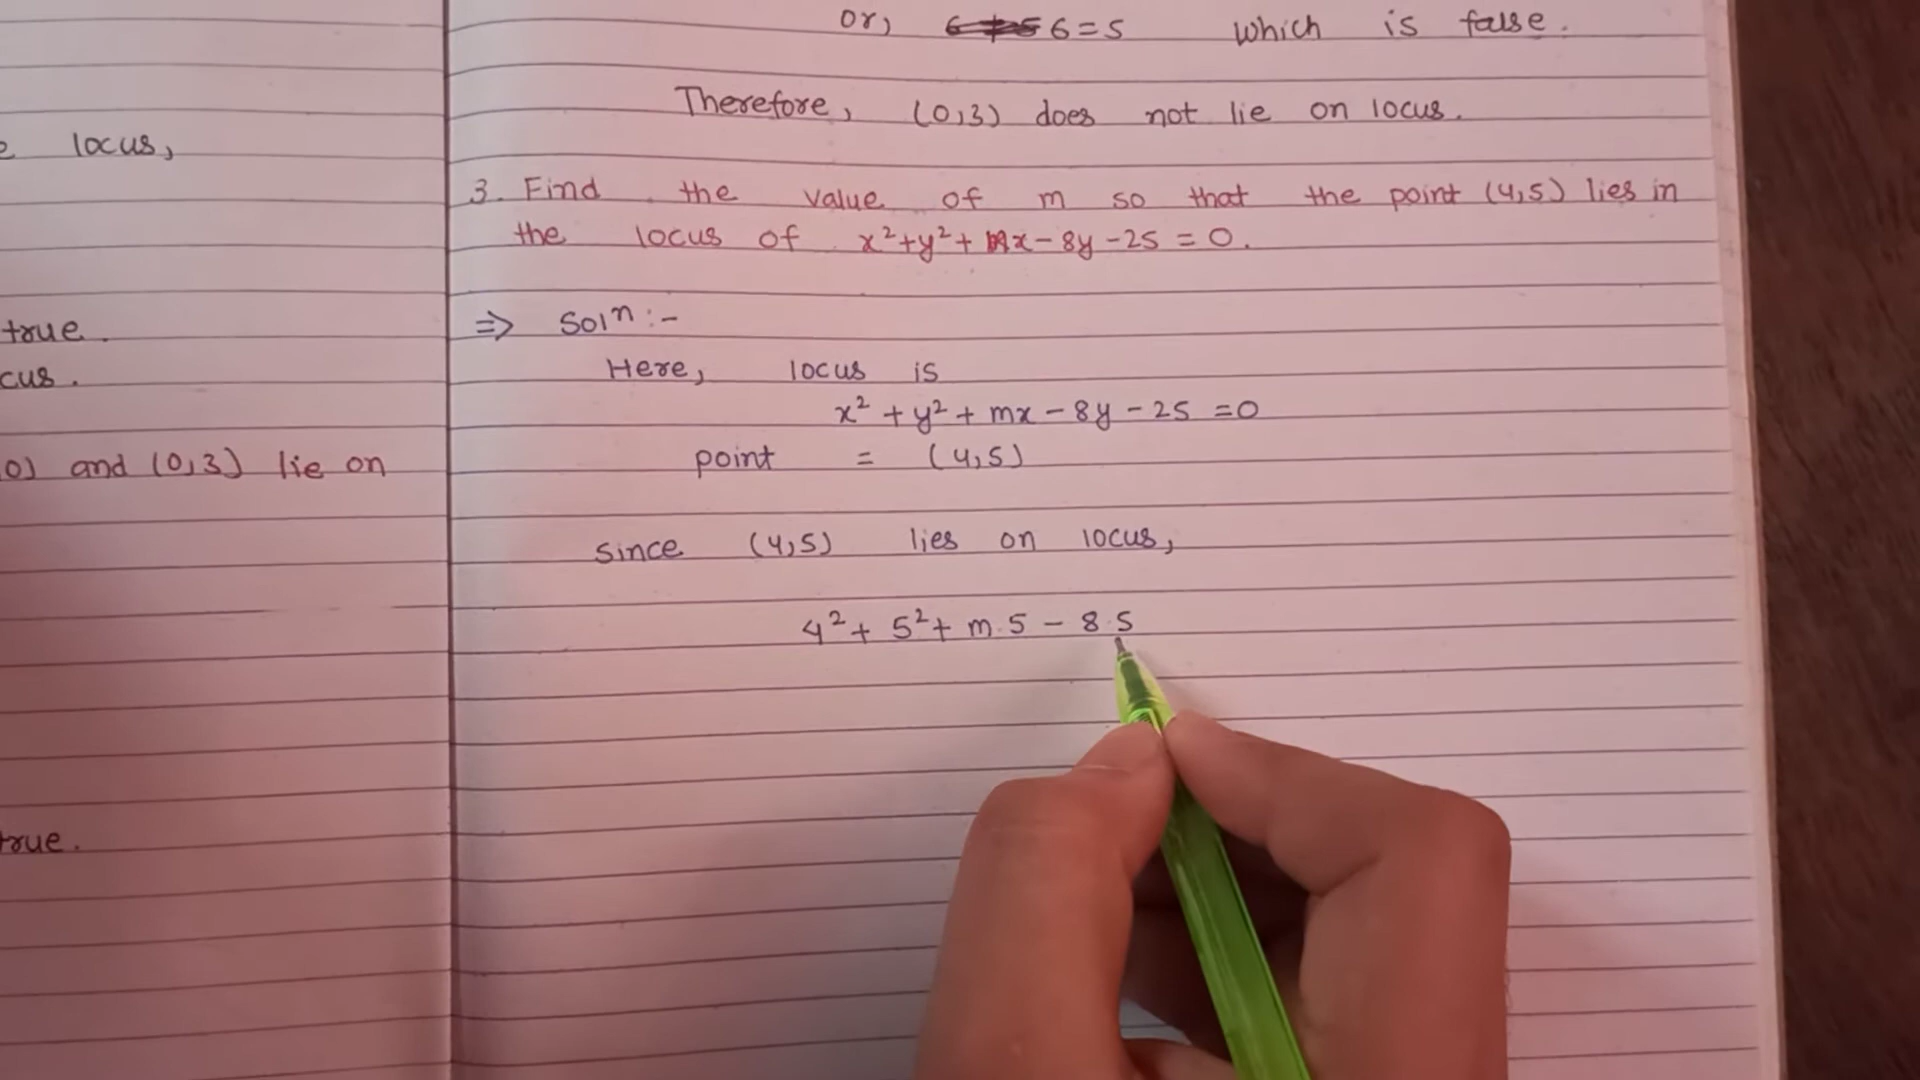 locus,
true.
cus.
0) and (0,3) lie on
true.
or, 6=5 which is false.
Therefore, (0,3) does not lie on locus.
3. Find the value of m so that the point (4,5) lies in
the locus of x²+y²+mx-8y-25=0.
⇒ Solⁿ:-
Here, locus is
x²+y²+mx-8y-25=0
point = (4,5)
since (4,5) lies on locus,
4²+5²+m.5-8.5